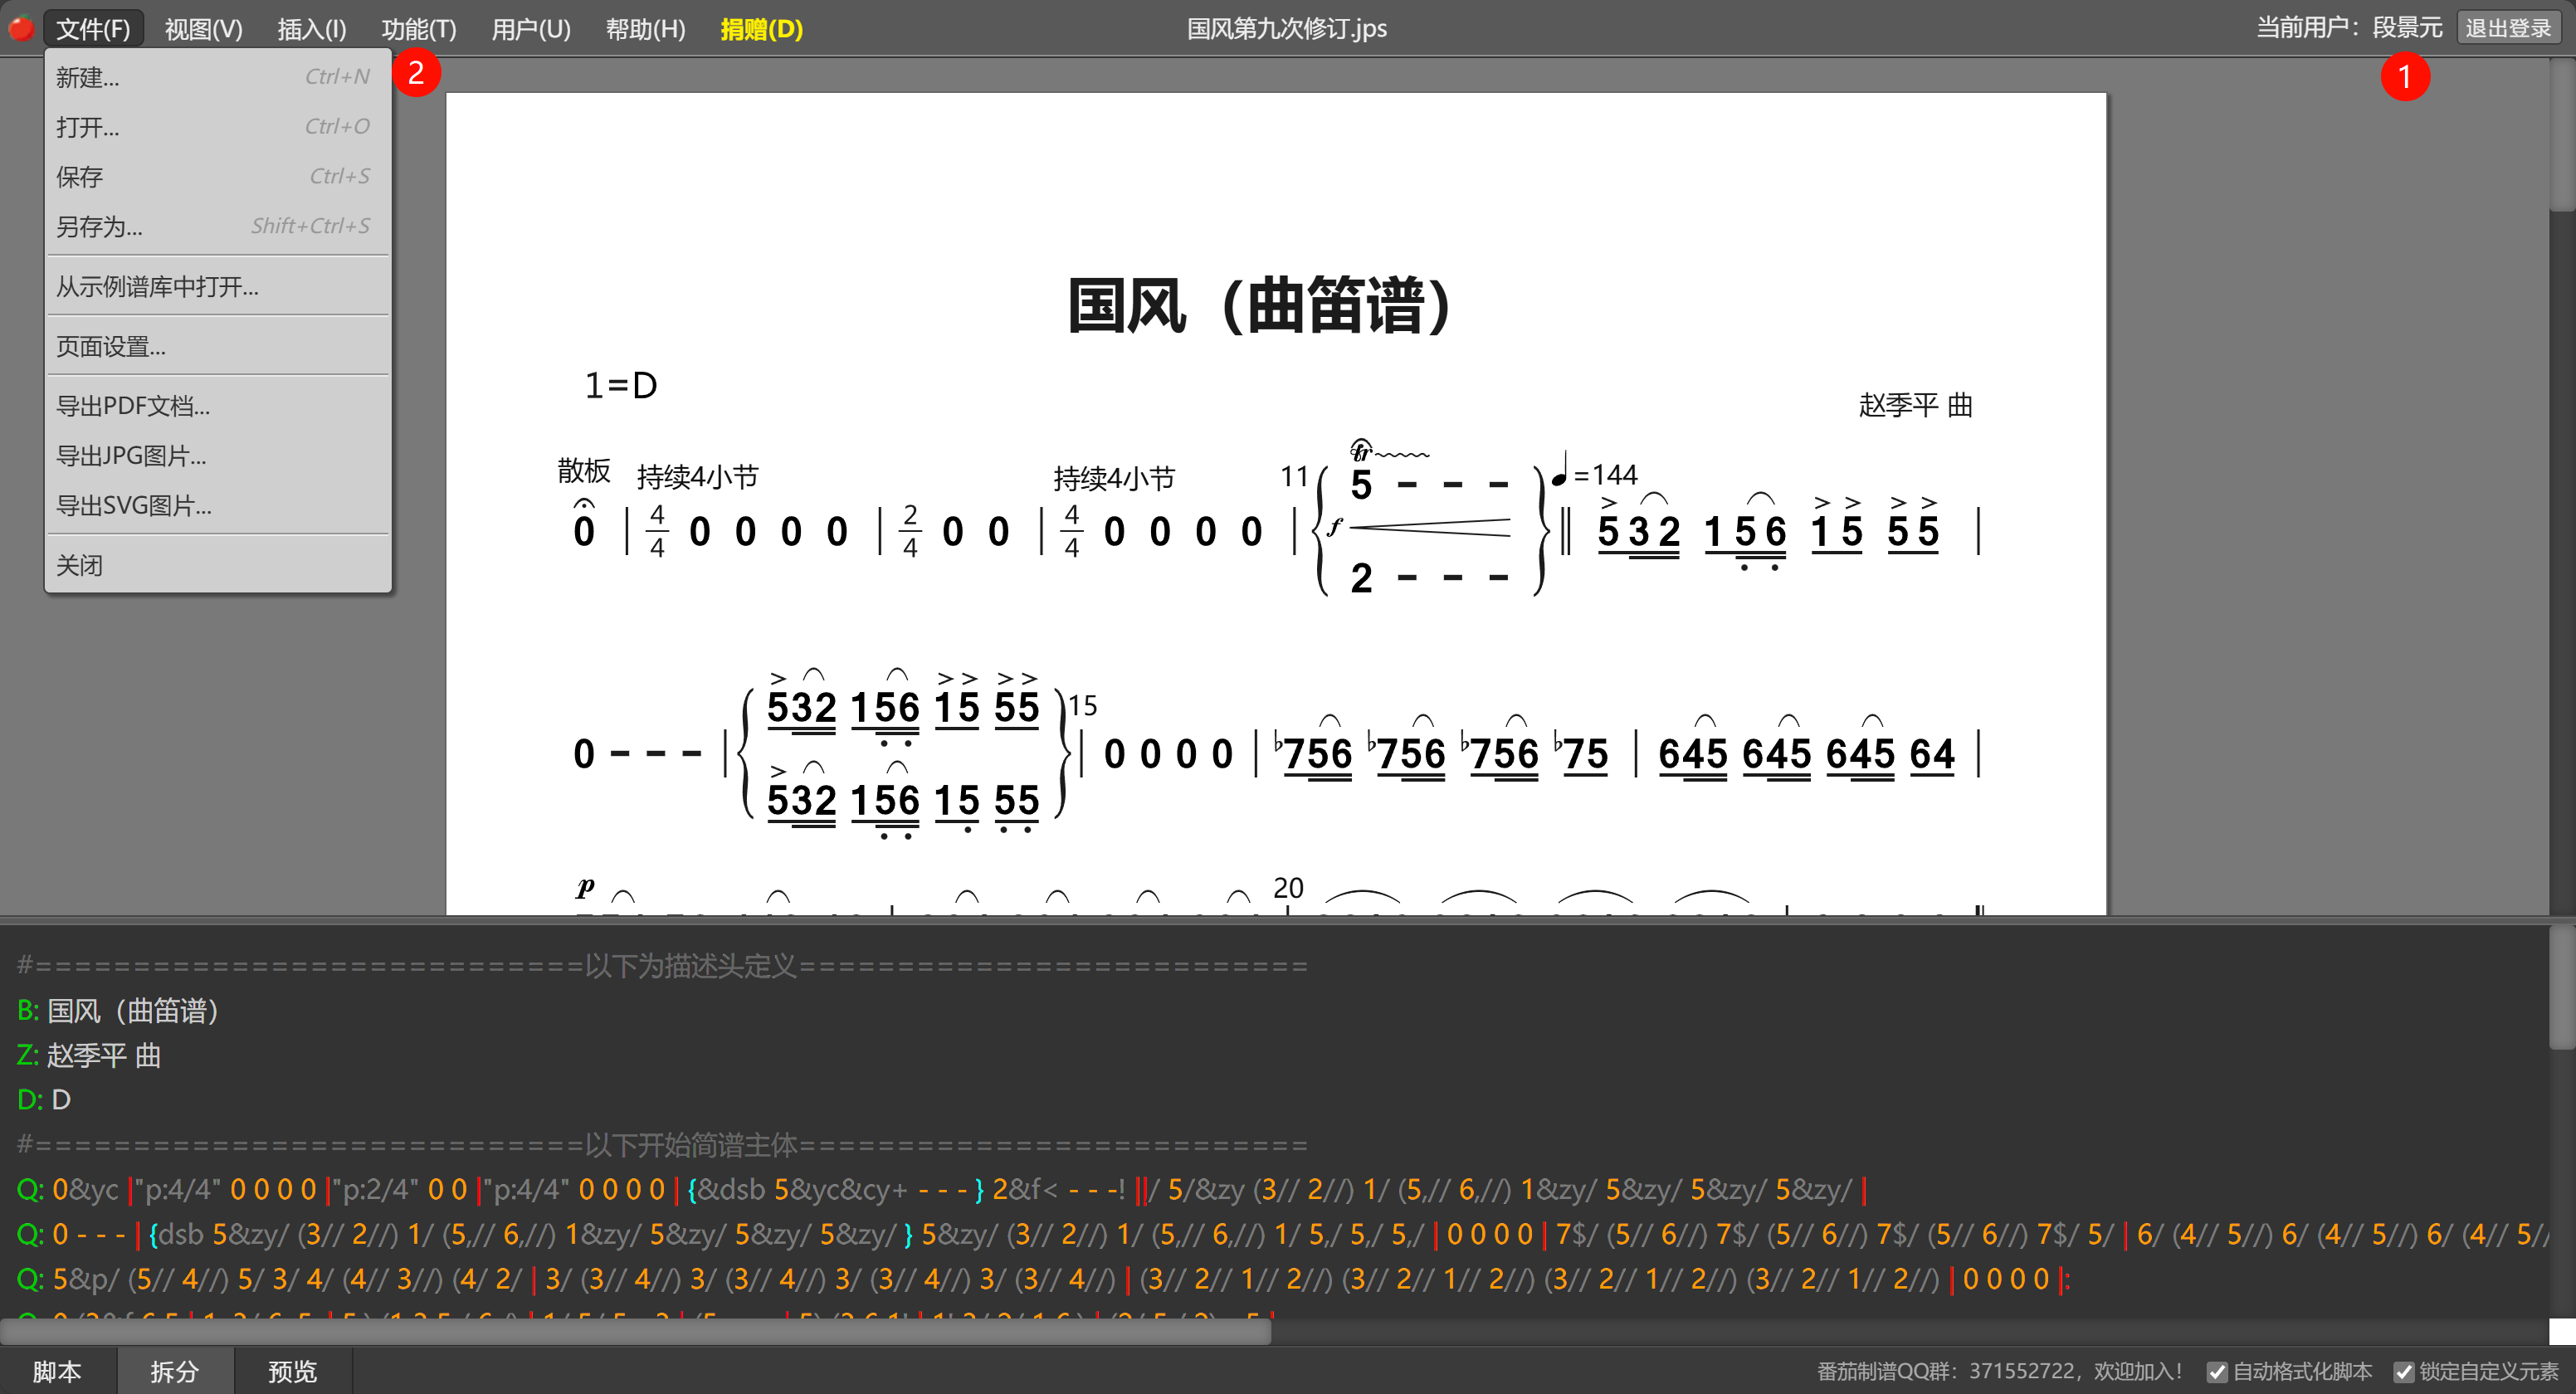 文件(F) 视图(V) 插入(I) 功能(T) 用户(U) 帮助(H) 捐赠(D) 国风第九次修订.jps 当前用户：段景元 退出登录
2
1
新建... Ctrl+N
打开... Ctrl+O
保存 Ctrl+S
另存为... Shift+Ctrl+S
从示例谱库中打开...
页面设置...
导出PDF文档...
导出JPG图片...
导出SVG图片...
关闭
国风（曲笛谱）
1=D
赵季平 曲
散板 持续4小节 持续4小节 11 tr ♩=144
5 - - -
0 | 4/4 0 0 0 0 | 2/4 0 0 | 4/4 0 0 0 0 | f ‖ 532 156 15 55 |
2 - - -
532 156 15 55 15
0 - - - | 0 0 0 0 | ♭756 ♭756 ♭756 ♭75 | 645 645 645 64 |
532 156 15 55
p 20
#============================以下为描述头定义==========================
B: 国风（曲笛谱）
Z: 赵季平 曲
D: D
#============================以下开始简谱主体==========================
Q: 0&yc |"p:4/4" 0 0 0 0 |"p:2/4" 0 0 |"p:4/4" 0 0 0 0 | {&dsb 5&yc&cy+ - - - } 2&f< - - -! ||/ 5/&zy (3// 2//) 1/ (5,// 6,//) 1&zy/ 5&zy/ 5&zy/ 5&zy/ |
Q: 0 - - - | {dsb 5&zy/ (3// 2//) 1/ (5,// 6,//) 1&zy/ 5&zy/ 5&zy/ 5&zy/ } 5&zy/ (3// 2//) 1/ (5,// 6,//) 1/ 5,/ 5,/ 5,/ | 0 0 0 0 | 7$/ (5// 6//) 7$/ (5// 6//) 7$/ (5// 6//) 7$/ 5/ | 6/ (4// 5//) 6/ (4// 5//) 6/ (4// 5//
Q: 5&p/ (5// 4//) 5/ 3/ 4/ (4// 3//) (4/ 2/ | 3/ (3// 4//) 3/ (3// 4//) 3/ (3// 4//) 3/ (3// 4//) | (3// 2// 1// 2//) (3// 2// 1// 2//) (3// 2// 1// 2//) (3// 2// 1// 2//) | 0 0 0 0 |:
脚本 拆分 预览 番茄制谱QQ群：371552722，欢迎加入！ 自动格式化脚本 锁定自定义元素